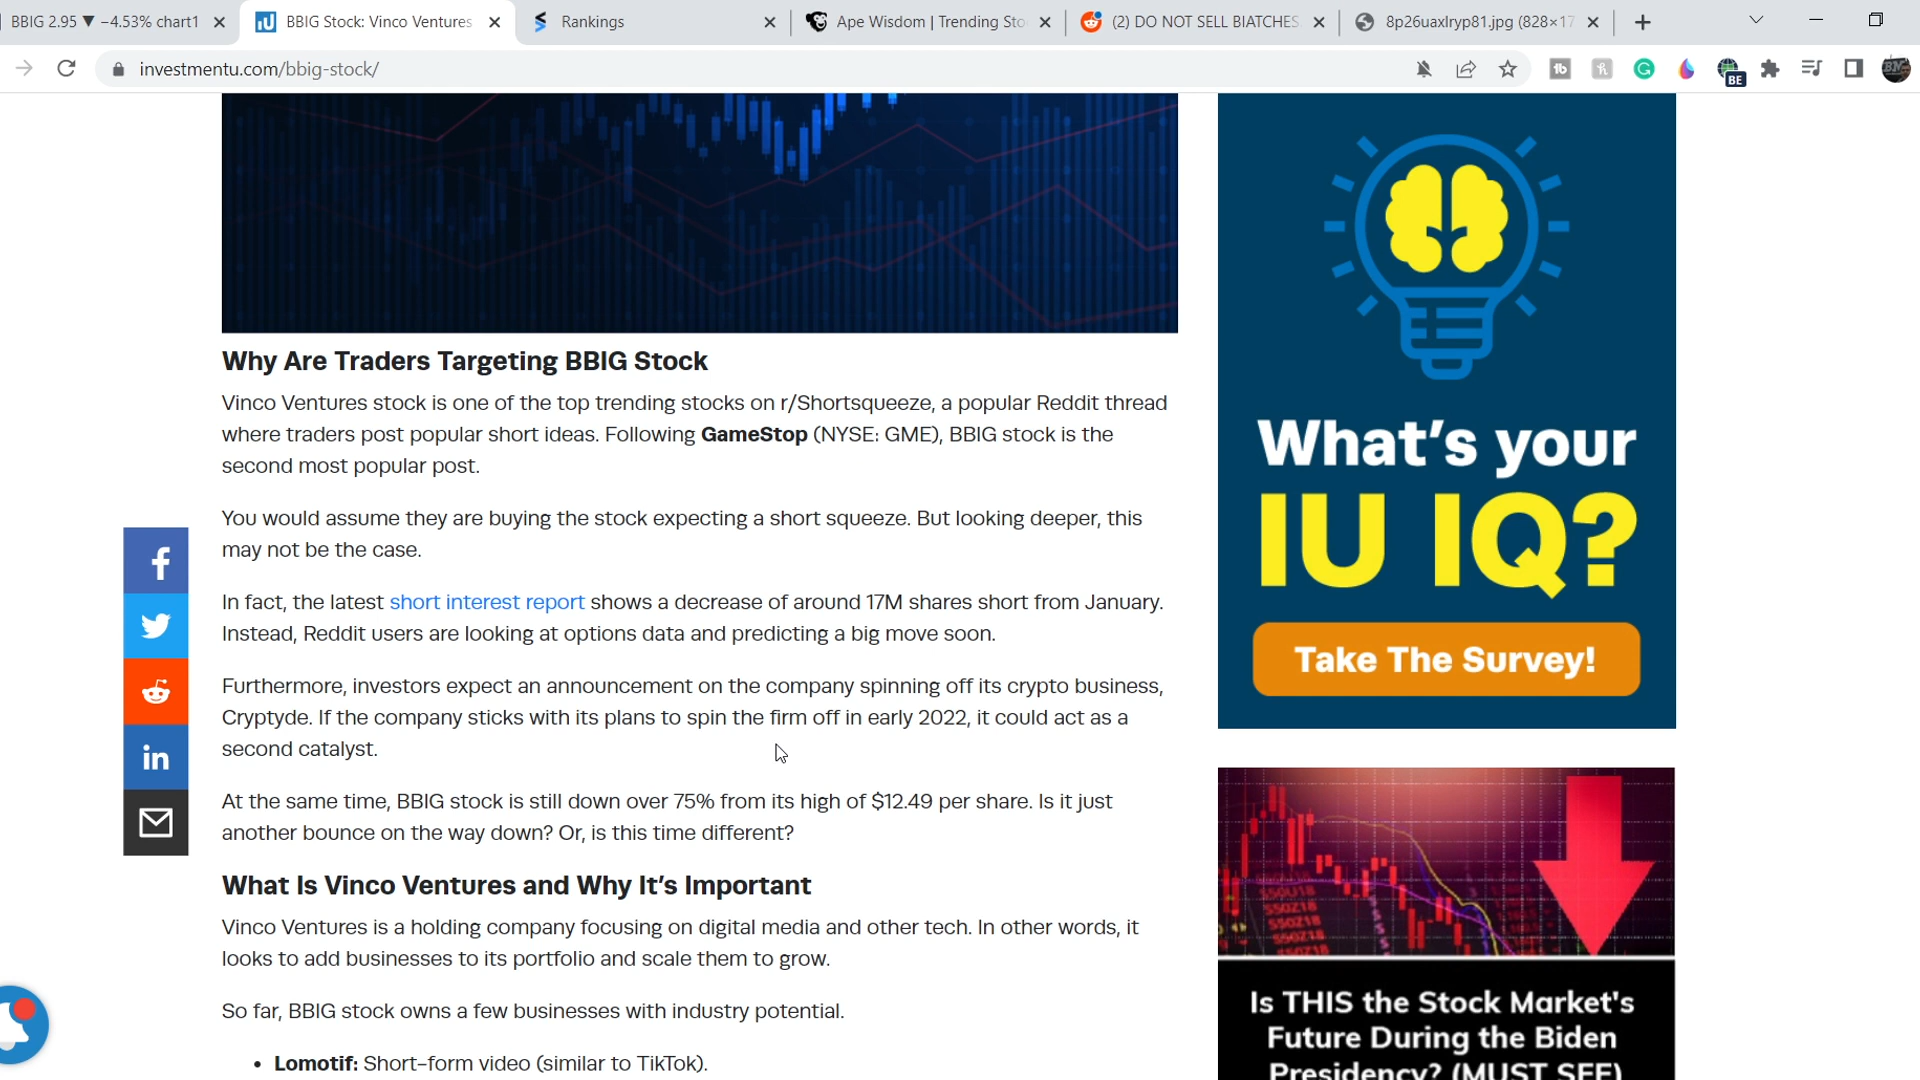 BBIG 2.95 ▼ −4.53% chart1
BBIG Stock: Vinco Ventures
Rankings
Ape Wisdom | Trending Sto
(2) DO NOT SELL BIATCHES
8p26uaxlryp81.jpg (828×17
investmentu.com/bbig-stock/
BE
Why Are Traders Targeting BBIG Stock
Vinco Ventures stock is one of the top trending stocks on r/Shortsqueeze, a popular Reddit thread
where traders post popular short ideas. Following GameStop (NYSE: GME), BBIG stock is the
second most popular post.
You would assume they are buying the stock expecting a short squeeze. But looking deeper, this
may not be the case.
In fact, the latest short interest report shows a decrease of around 17M shares short from January.
Instead, Reddit users are looking at options data and predicting a big move soon.
Furthermore, investors expect an announcement on the company spinning off its crypto business,
Cryptyde. If the company sticks with its plans to spin the firm off in early 2022, it could act as a
second catalyst.
At the same time, BBIG stock is still down over 75% from its high of $12.49 per share. Is it just
another bounce on the way down? Or, is this time different?
What Is Vinco Ventures and Why It's Important
Vinco Ventures is a holding company focusing on digital media and other tech. In other words, it
looks to add businesses to its portfolio and scale them to grow.
So far, BBIG stock owns a few businesses with industry potential.
• Lomotif: Short-form video (similar to TikTok).
What's your
IU IQ?
Take The Survey!
Is THIS the Stock Market's
Future During the Biden
Presidency? (MUST SEE)